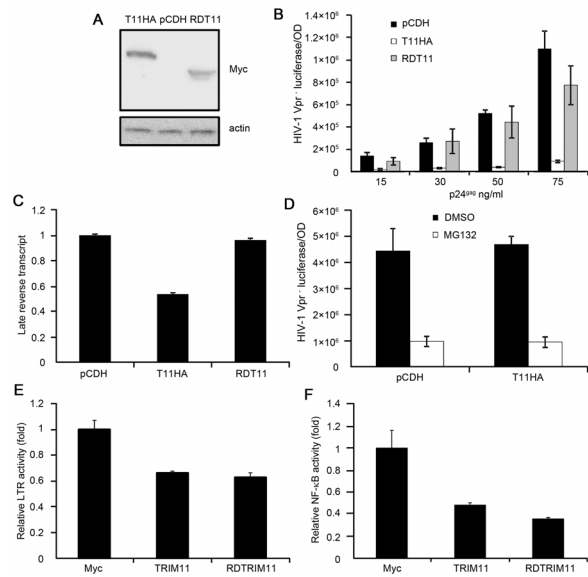 A
T11HA pCDH RDT11
Myc
actin
B
HIV-1 Vpr⁻ luciferase/OD
1.4×10⁶
1.2×10⁶
1×10⁶
8×10⁵
6×10⁵
4×10⁵
2×10⁵
0
pCDH
T11HA
RDT11
15 30 50 75
p24ᵍᵃᵍ ng/ml
C
Late reverse transcript
1.2
1
0.8
0.6
0.4
0.2
0
pCDH T11HA RDT11
D
HIV-1 Vpr⁻ luciferase/OD
6×10⁶
5×10⁶
4×10⁶
3×10⁶
2×10⁶
1×10⁶
0
DMSO
MG132
pCDH T11HA
E
Relative LTR activity (fold)
1.2
1
0.8
0.6
0.4
0.2
0
Myc TRIM11 RDTRIM11
F
Relative NF-κB activity (fold)
1.4
1.2
1
0.8
0.6
0.4
0.2
0
Myc TRIM11 RDTRIM11